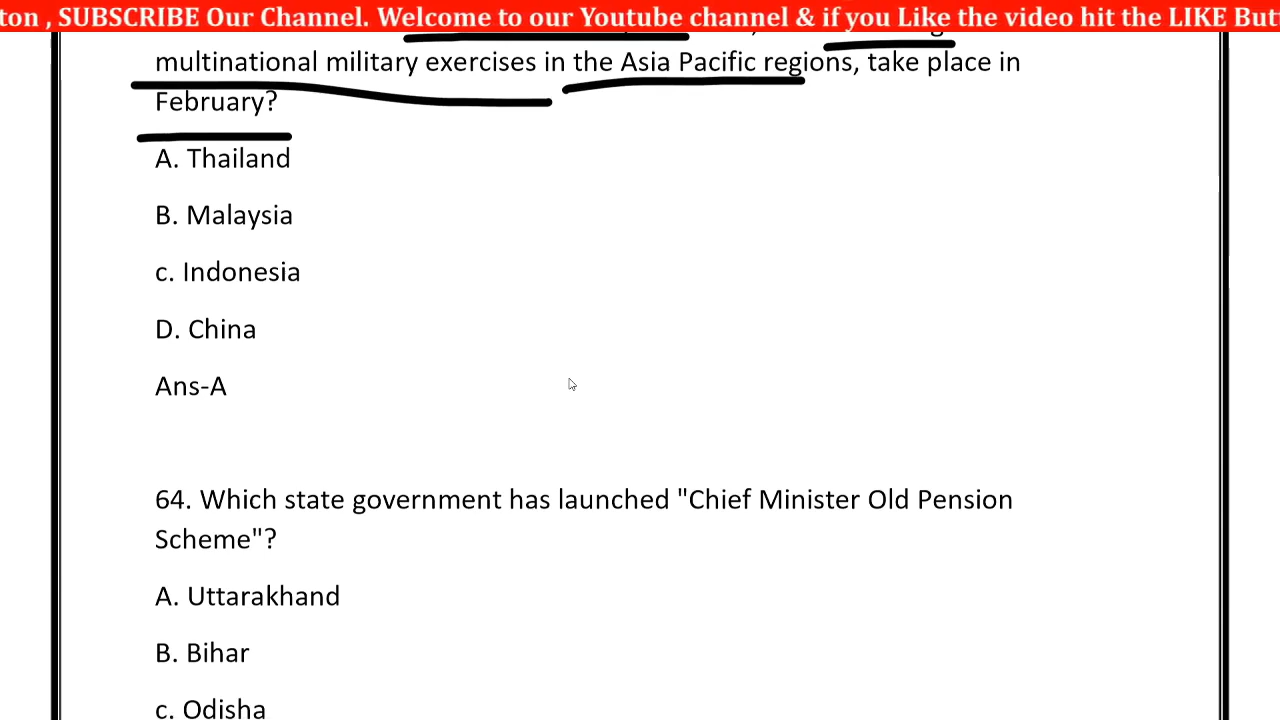 ton , SUBSCRIBE Our Channel. Welcome to our Youtube channel & if you Like the video hit the LIKE But
multinational military exercises in the Asia Pacific regions, take place in
February?
A. Thailand
B. Malaysia
c. Indonesia
D. China
Ans-A
64. Which state government has launched "Chief Minister Old Pension
Scheme"?
A. Uttarakhand
B. Bihar
c. Odisha